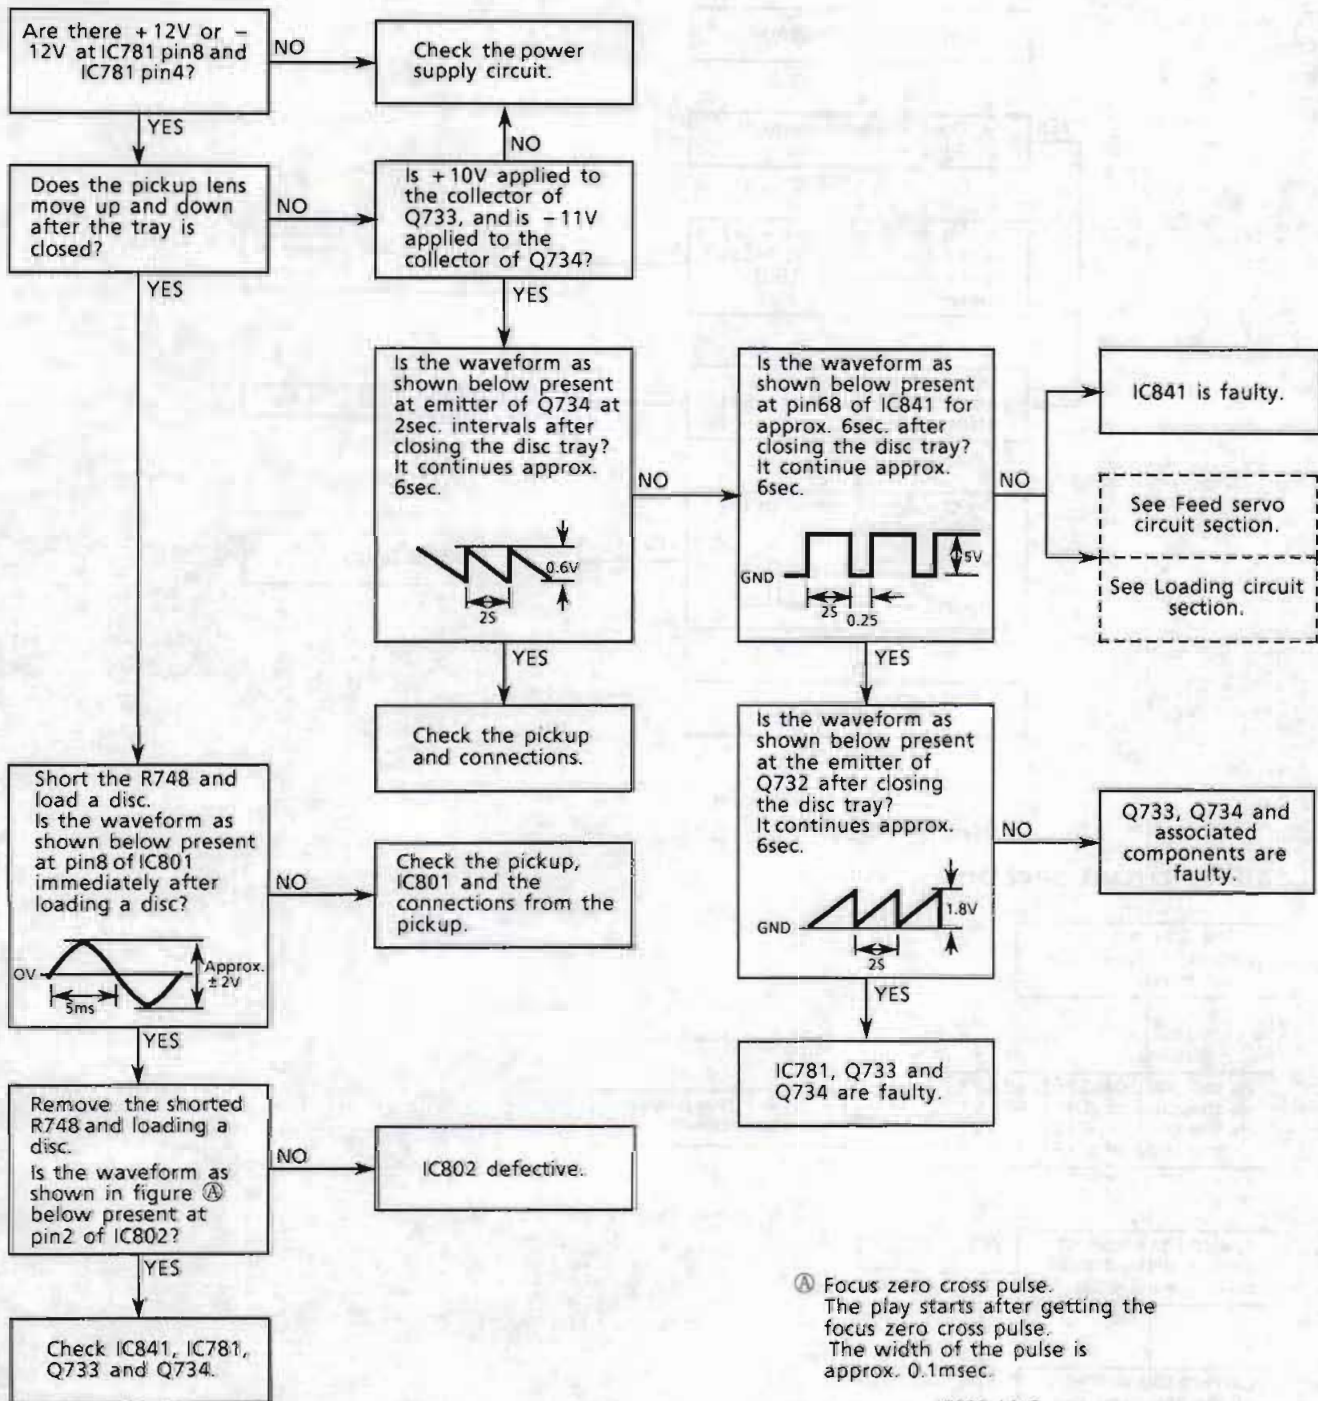 Are there +12V or –
12V at IC781 pin8 and
IC781 pin4?
NO
Check the power
supply circuit.
YES
NO
Does the pickup lens
move up and down
after the tray is
closed?
NO
Is +10V applied to
the collector of
Q733, and is –11V
applied to the
collector of Q734?
YES
YES
Is the waveform as
shown below present
at emitter of Q734 at
2sec. intervals after
closing the disc tray?
It continues approx.
6sec.
0.6V
2S
NO
Is the waveform as
shown below present
at pin68 of IC841 for
approx. 6sec. after
closing the disc tray?
It continue approx.
6sec.
GND
5V
2S
0.25
NO
IC841 is faulty.
See Feed servo
circuit section.
See Loading circuit
section.
YES
YES
Check the pickup
and connections.
Is the waveform as
shown below present
at the emitter of
Q732 after closing
the disc tray?
It continues approx.
6sec.
GND
1.8V
2S
NO
Q733, Q734 and
associated
components are
faulty.
YES
IC781, Q733 and
Q734 are faulty.
Short the R748 and
load a disc.
Is the waveform as
shown below present
at pin8 of IC801
immediately after
loading a disc?
OV
Approx.
±2V
5ms
NO
Check the pickup,
IC801 and the
connections from the
pickup.
YES
Remove the shorted
R748 and loading a
disc.
Is the waveform as
shown in figure Ⓐ
below present at
pin2 of IC802?
NO
IC802 defective.
YES
Check IC841, IC781,
Q733 and Q734.
Ⓐ Focus zero cross pulse.
The play starts after getting the
focus zero cross pulse.
The width of the pulse is
approx. 0.1msec.